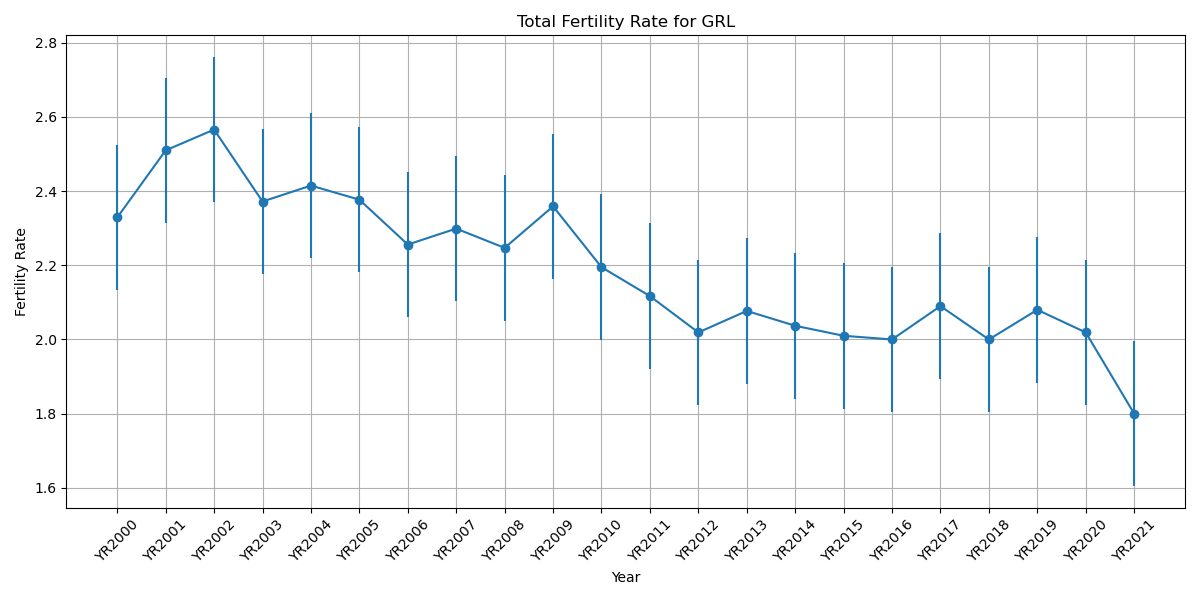 Total Fertility Rate for GRL
2.8
2.6
2.4
2.2
2.0
1.8
1.6
Fertility Rate
YR2000
YR2001
YR2002
YR2003
YR2004
YR2005
YR2006
YR2007
YR2008
YR2009
YR2010
YR2011
YR2012
YR2013
YR2014
YR2015
YR2016
YR2017
YR2018
YR2019
YR2020
YR2021
Year